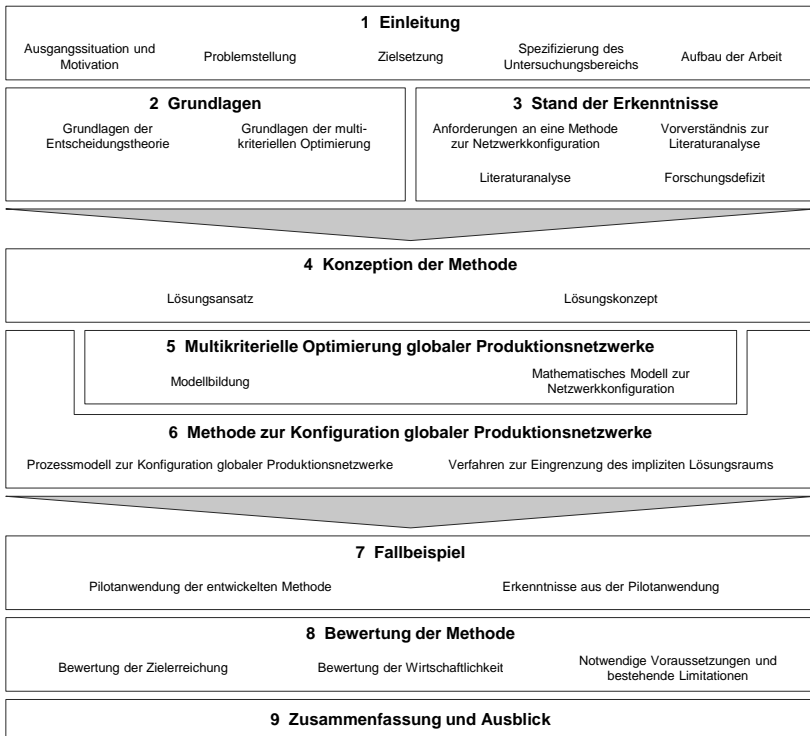 1 Einleitung
Ausgangssituation und
Motivation
Problemstellung
Zielsetzung
Spezifizierung des
Untersuchungsbereichs
Aufbau der Arbeit
2 Grundlagen
Grundlagen der
Entscheidungstheorie
Grundlagen der multi-
kriteriellen Optimierung
3 Stand der Erkenntnisse
Anforderungen an eine Methode
zur Netzwerkkonfiguration
Vorverständnis zur
Literaturanalyse
Literaturanalyse
Forschungsdefizit
4 Konzeption der Methode
Lösungsansatz
Lösungskonzept
5 Multikriterielle Optimierung globaler Produktionsnetzwerke
Modellbildung
Mathematisches Modell zur
Netzwerkkonfiguration
6 Methode zur Konfiguration globaler Produktionsnetzwerke
Prozessmodell zur Konfiguration globaler Produktionsnetzwerke
Verfahren zur Eingrenzung des impliziten Lösungsraums
7 Fallbeispiel
Pilotanwendung der entwickelten Methode
Erkenntnisse aus der Pilotanwendung
8 Bewertung der Methode
Bewertung der Zielerreichung
Bewertung der Wirtschaftlichkeit
Notwendige Voraussetzungen und
bestehende Limitationen
9 Zusammenfassung und Ausblick